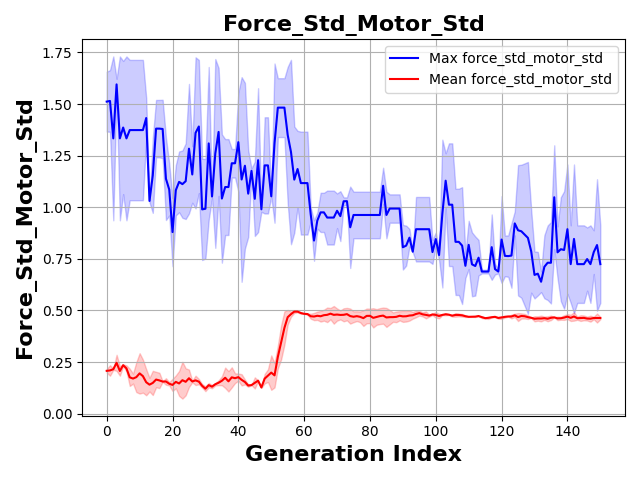 Force_Std_Motor_Std
Max force_std_motor_std
Mean force_std_motor_std
Force_Std_Motor_Std
1.75
1.50
1.25
1.00
0.75
0.50
0.25
0.00
0 20 40 60 80 100 120 140
Generation Index